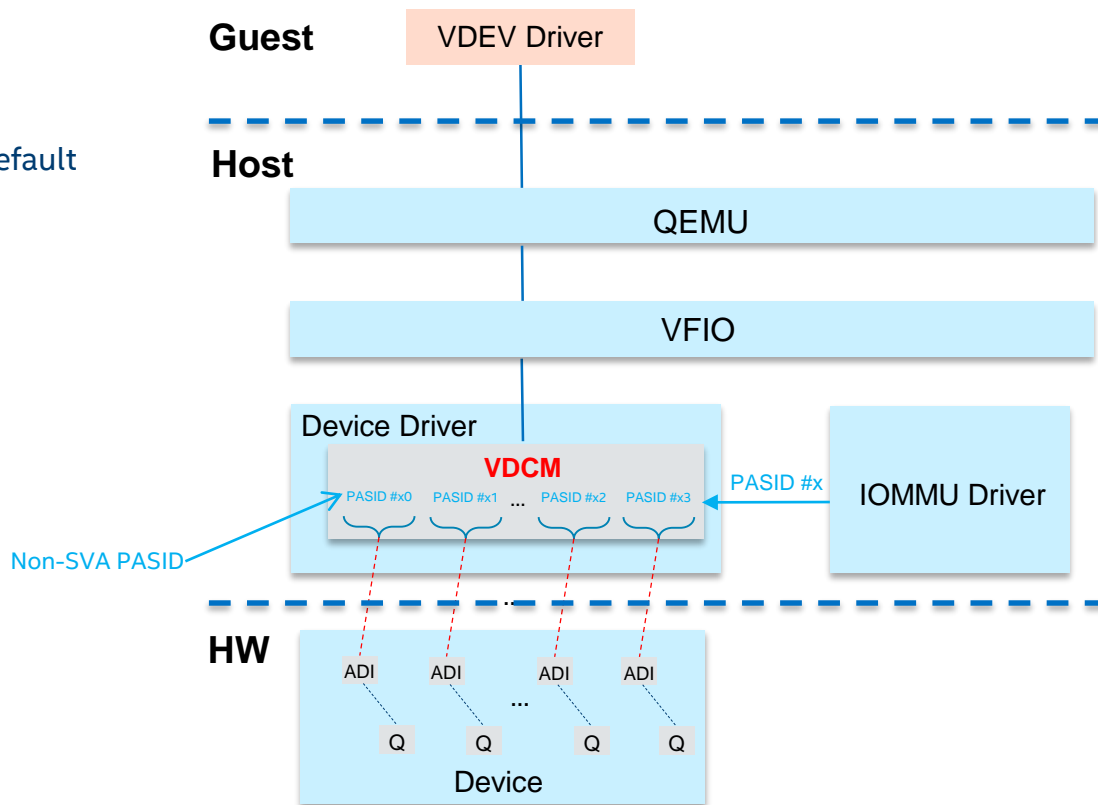 Guest
VDEV Driver
efault
Host
QEMU
VFIO
Device Driver
VDCM
PASID #x0
PASID #x1
...
PASID #x2
PASID #x3
PASID #x
IOMMU Driver
Non-SVA PASID
..
HW
ADI
ADI
ADI
ADI
...
Q
Q
Q
Q
Device